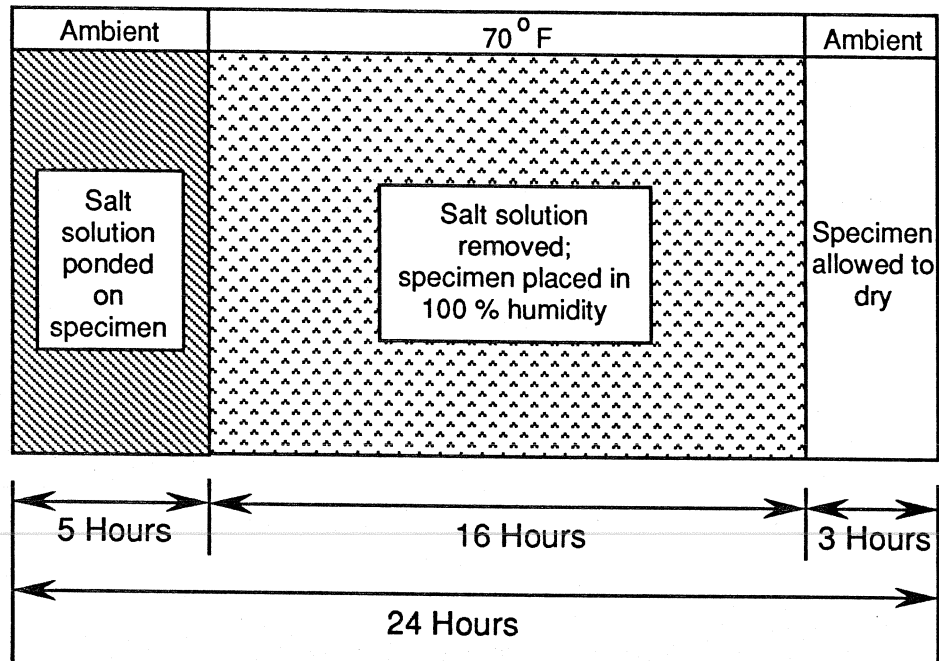 Ambient
70° F
Ambient
Salt
solution
ponded
on
specimen
Salt solution
removed;
specimen placed in
100 % humidity
Specimen
allowed to
dry
5 Hours
16 Hours
3 Hours
24 Hours